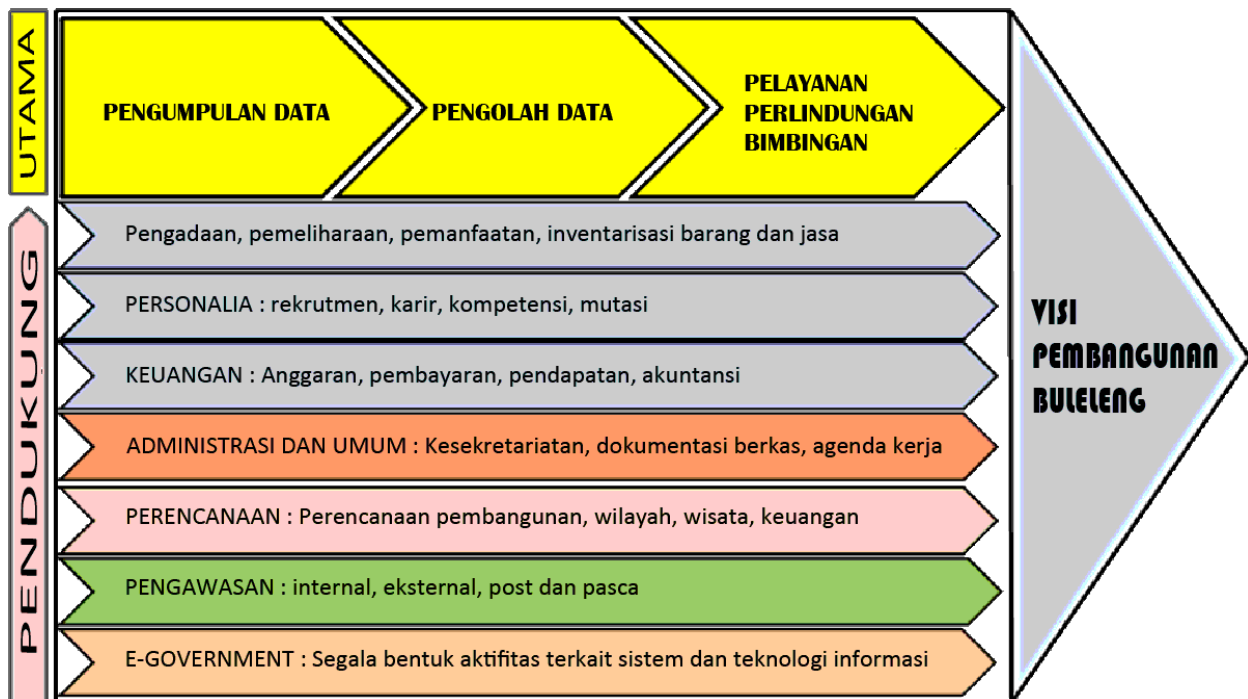 UTAMA
PENGUMPULAN DATA
PENGOLAH DATA
PELAYANAN
PERLINDUNGAN
BIMBINGAN
PENDUKUNG
Pengadaan, pemeliharaan, pemanfaatan, inventarisasi barang dan jasa
PERSONALIA : rekrutmen, karir, kompetensi, mutasi
KEUANGAN : Anggaran, pembayaran, pendapatan, akuntansi
ADMINISTRASI DAN UMUM : Kesekretariatan, dokumentasi berkas, agenda kerja
PERENCANAAN : Perencanaan pembangunan, wilayah, wisata, keuangan
PENGAWASAN : internal, eksternal, post dan pasca
E-GOVERNMENT : Segala bentuk aktifitas terkait sistem dan teknologi informasi
VISI
PEMBANGUNAN
BULELENG